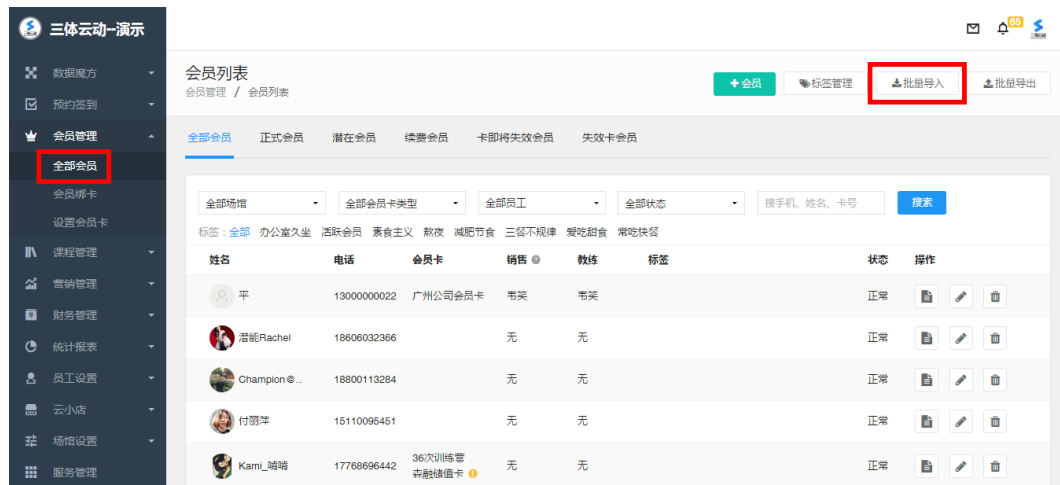 三体云动--演示
65
数据魔方
预约签到
会员管理
全部会员
会员绑卡
设置会员卡
课程管理
营销管理
财务管理
统计报表
员工设置
云小店
场馆设置
服务管理
会员列表
会员管理 / 会员列表
会员 标签管理 批量导入 批量导出
全部会员 正式会员 潜在会员 续费会员 卡即将失效会员 失效卡会员
全部场馆 全部会员卡类型 全部员工 全部状态 搜手机、姓名、卡号 搜索
标签：全部 办公室久坐 活跃会员 素食主义 熬夜 减肥节食 三餐不规律 爱吃甜食 常吃快餐
姓名 电话 会员卡 销售 教练 标签 状态 操作
平 13000000022 广州公司会员卡 韦笑 韦笑 正常
潜能Rachel 18606032366 无 无 正常
Champion@.. 18800113284 无 无 正常
付丽萍 15110095451 无 无 正常
Kami_啃啃 17768696442 36次训练营 无 无 正常
森融储值卡